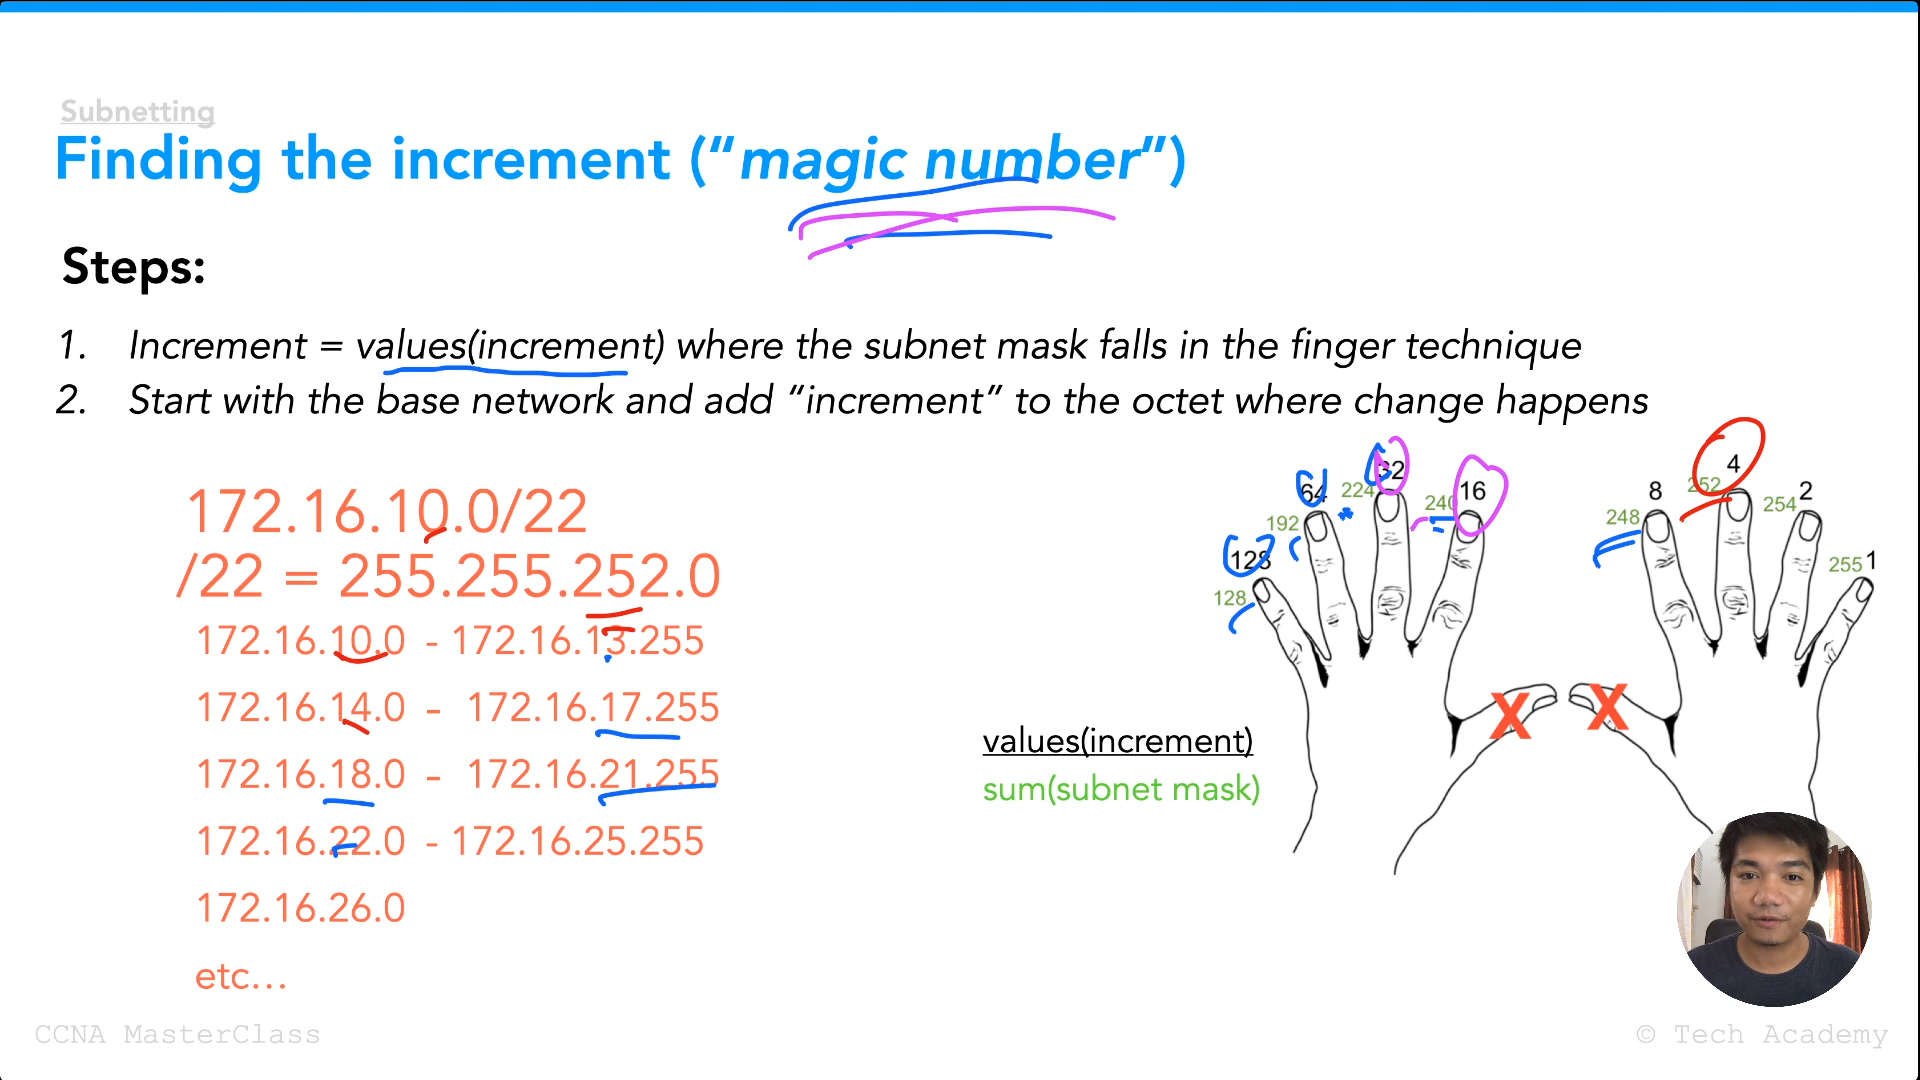 Subnetting
Finding the increment (“magic number”)
Steps:
1. Increment = values(increment) where the subnet mask falls in the finger technique
2. Start with the base network and add “increment” to the octet where change happens
172.16.10.0/22
/22 = 255.255.252.0
172.16.10.0 - 172.16.13.255
172.16.14.0 - 172.16.17.255
172.16.18.0 - 172.16.21.255
172.16.22.0 - 172.16.25.255
172.16.26.0
etc...
128 64 32 16 8 4 2 1
128 192 224 240 248 252 254 255
X X
values(increment)
sum(subnet mask)
CCNA MasterClass
© Tech Academy